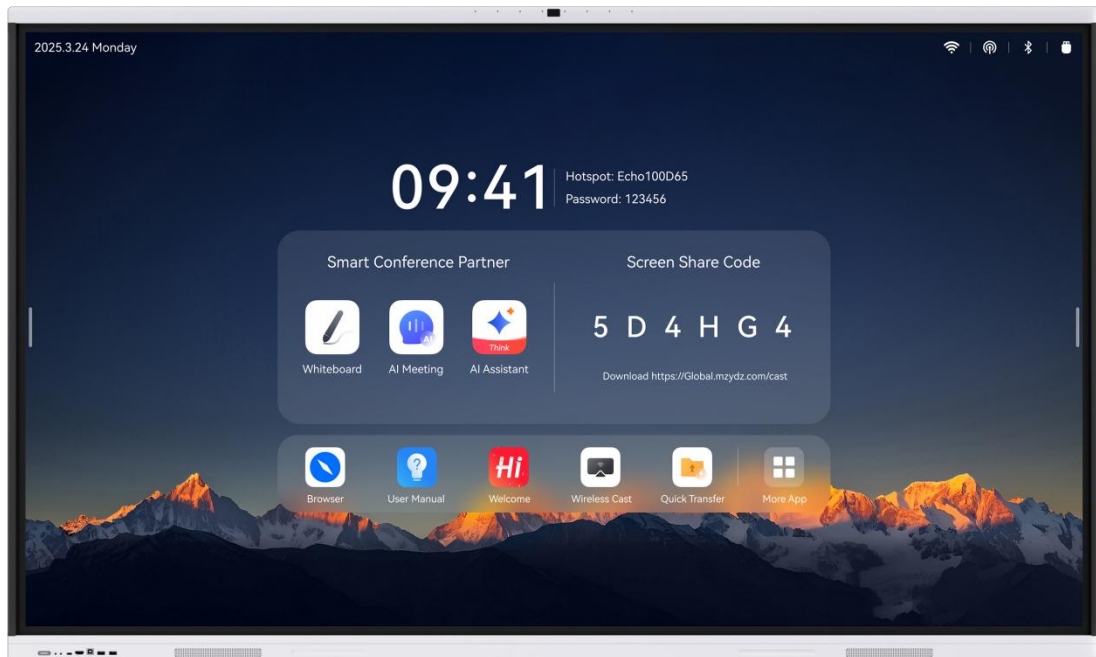 2025.3.24 Monday
09:41
Hotspot: Echo100D65
Password: 123456
Smart Conference Partner
Whiteboard
AI
AI Meeting
Think
AI Assistant
Screen Share Code
5 D 4 H G 4
Download https://Global.mzydz.com/cast
Browser
?
User Manual
Hi
Welcome
Wireless Cast
Quick Transfer
More App